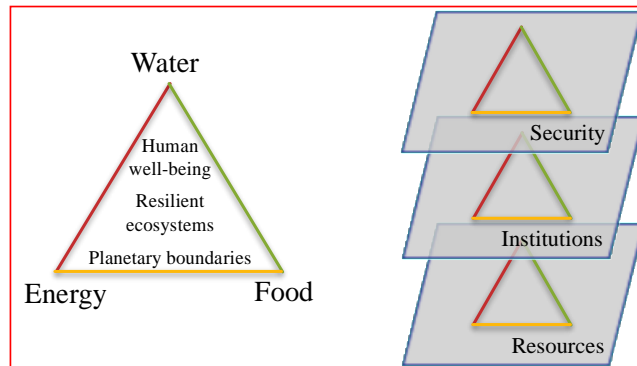 Water
Human
well-being
Resilient
ecosystems
Planetary boundaries
Energy
Food
Security
Institutions
Resources